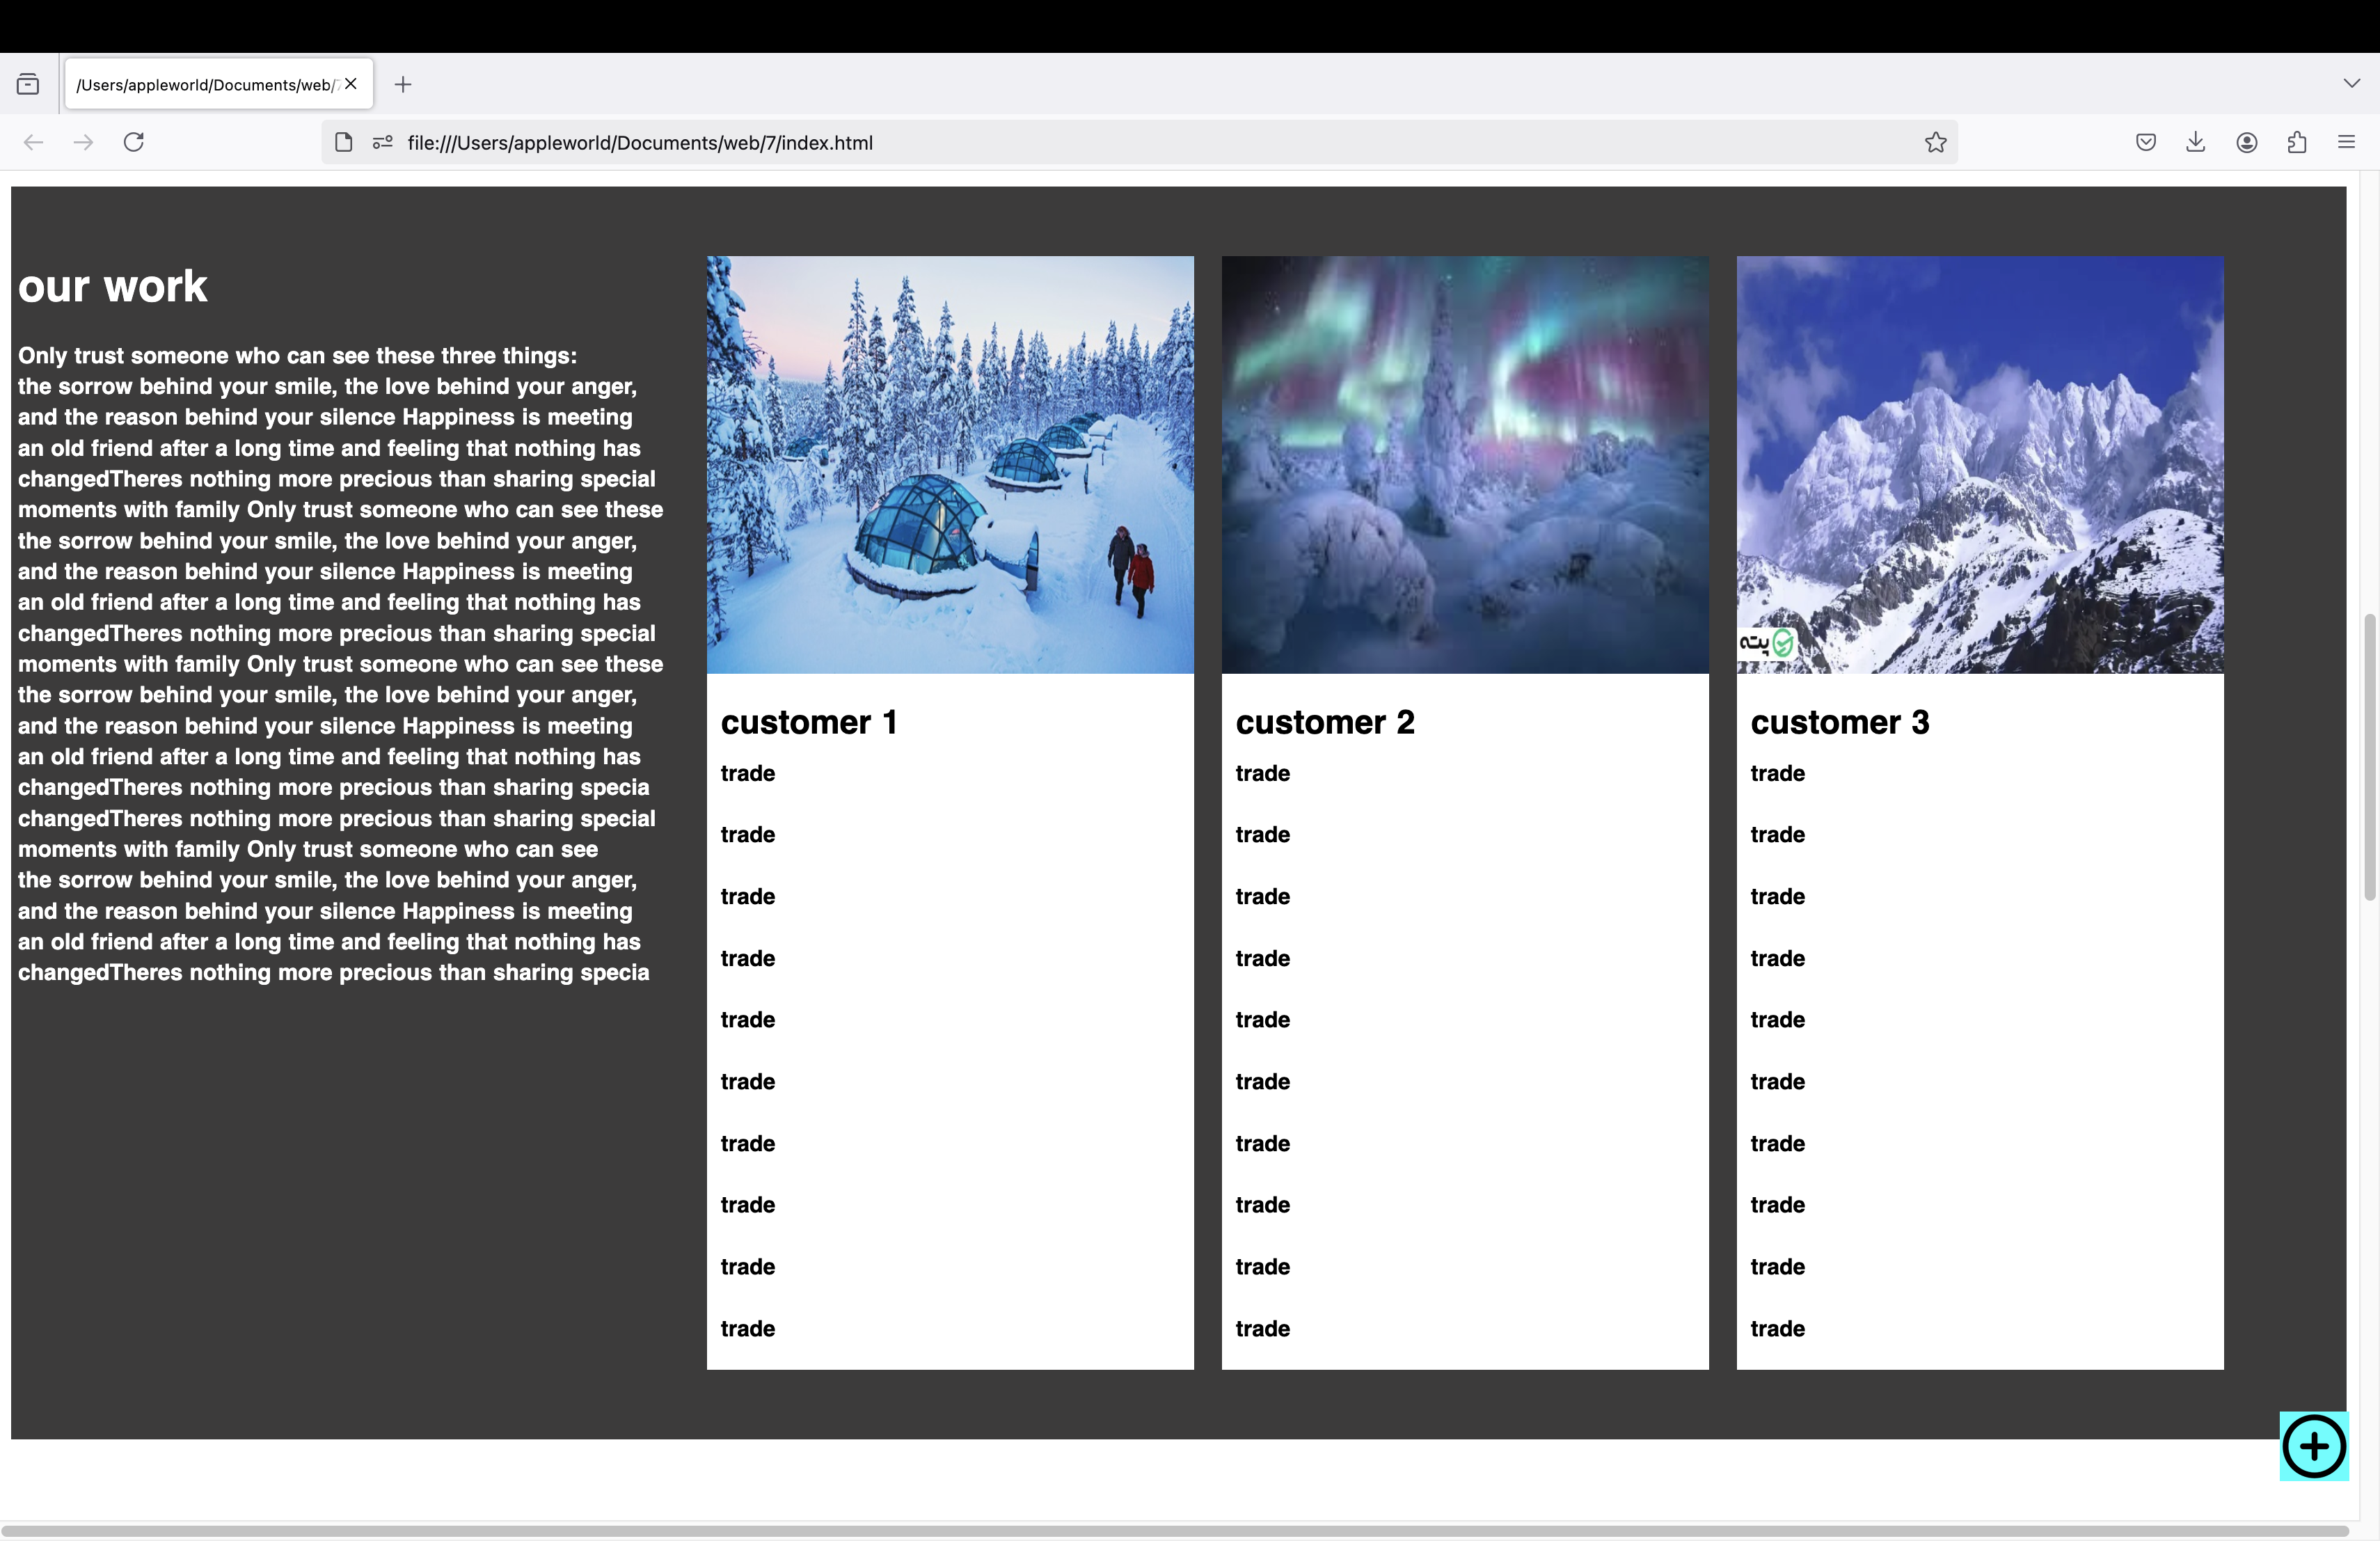 /Users/appleworld/Documents/web/7
file:///Users/appleworld/Documents/web/7/index.html
our work
Only trust someone who can see these three things:
the sorrow behind your smile, the love behind your anger,
and the reason behind your silence Happiness is meeting
an old friend after a long time and feeling that nothing has
changedTheres nothing more precious than sharing special
moments with family Only trust someone who can see these
the sorrow behind your smile, the love behind your anger,
and the reason behind your silence Happiness is meeting
an old friend after a long time and feeling that nothing has
changedTheres nothing more precious than sharing special
moments with family Only trust someone who can see these
the sorrow behind your smile, the love behind your anger,
and the reason behind your silence Happiness is meeting
an old friend after a long time and feeling that nothing has
changedTheres nothing more precious than sharing specia
changedTheres nothing more precious than sharing special
moments with family Only trust someone who can see
the sorrow behind your smile, the love behind your anger,
and the reason behind your silence Happiness is meeting
an old friend after a long time and feeling that nothing has
changedTheres nothing more precious than sharing specia
customer 1
trade
trade
trade
trade
trade
trade
trade
trade
trade
trade
customer 2
trade
trade
trade
trade
trade
trade
trade
trade
trade
trade
پته
customer 3
trade
trade
trade
trade
trade
trade
trade
trade
trade
trade